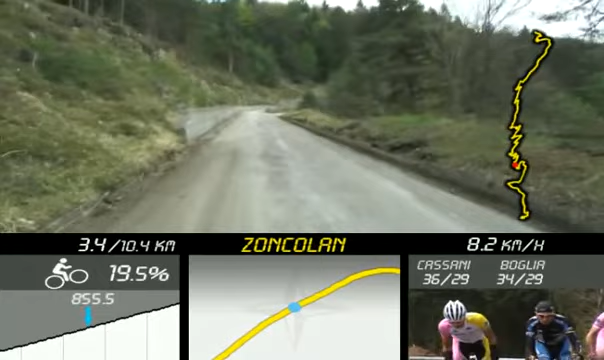 3.4/10.4 KM
ZONCOLAN
8.2 KM/H
19.5%
855.5
CASSANI BOGLIA
36/29 34/29